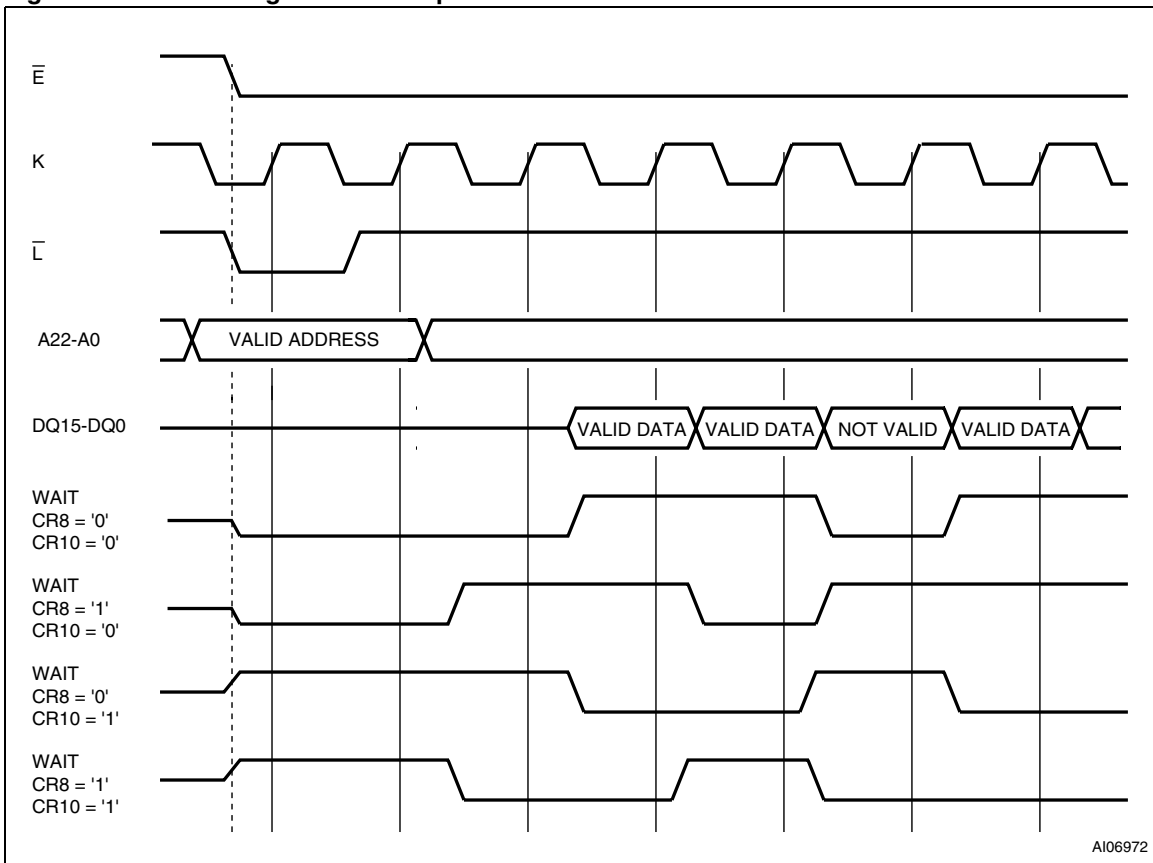 E
K
L
A22-A0
VALID ADDRESS
DQ15-DQ0
VALID DATA VALID DATA NOT VALID VALID DATA
WAIT
CR8 = '0'
CR10 = '0'
WAIT
CR8 = '1'
CR10 = '0'
WAIT
CR8 = '0'
CR10 = '1'
WAIT
CR8 = '1'
CR10 = '1'
AI06972